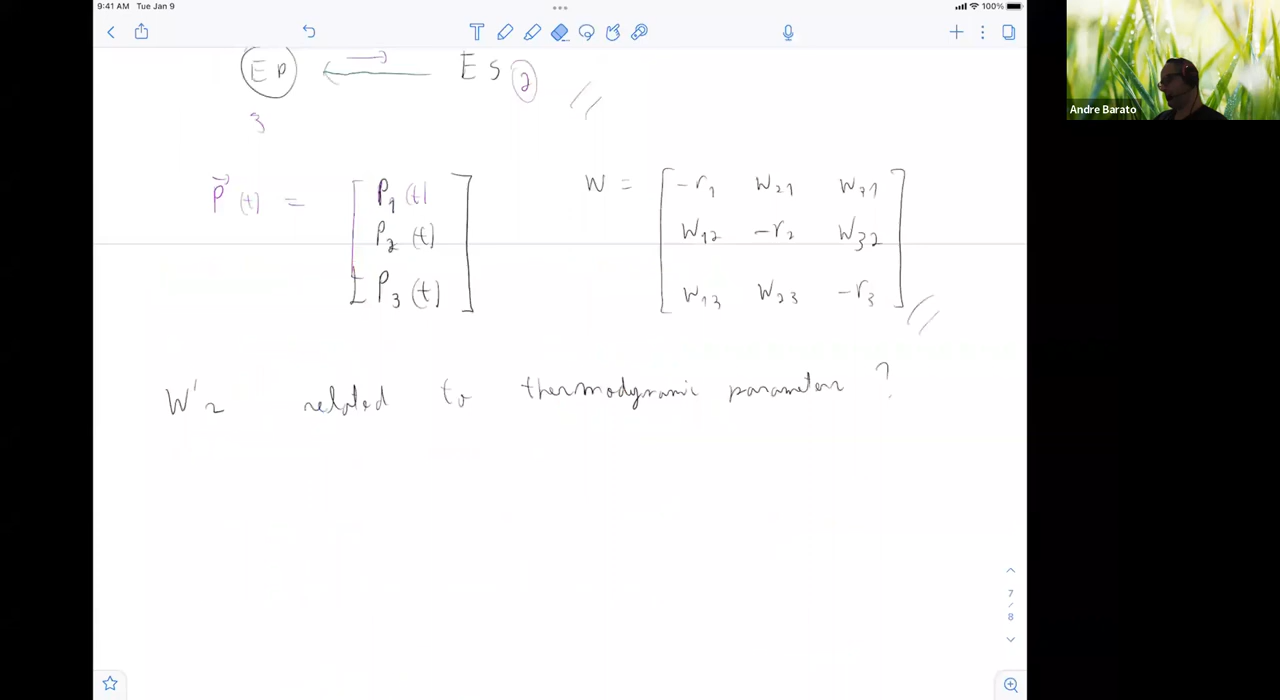 9:41 AM Tue Jan 9
100%
Andre Barato
EP ES 2
3
P(t) = [ P1(t) P2(t) P3(t) ]
W = [ -r1 W21 W31
W12 -r2 W32
W13 W23 -r3 ]
related to thermodynamic parameters ?
7
/
8